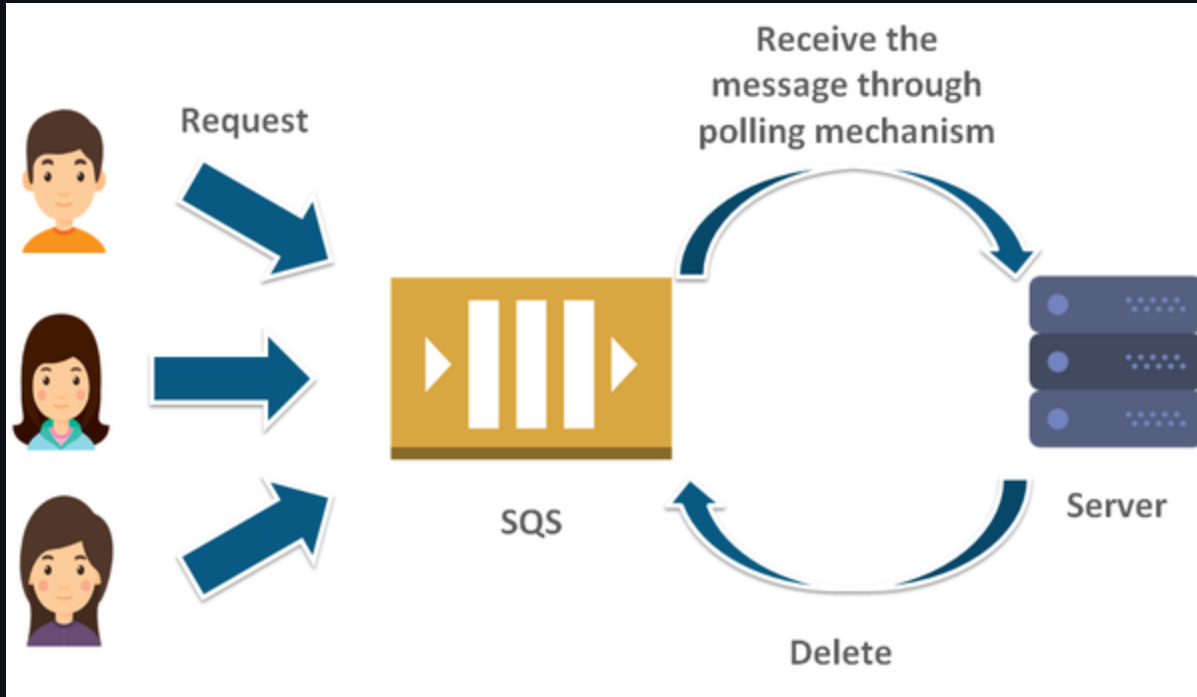 Request
Receive the
message through
polling mechanism
SQS
Server
Delete